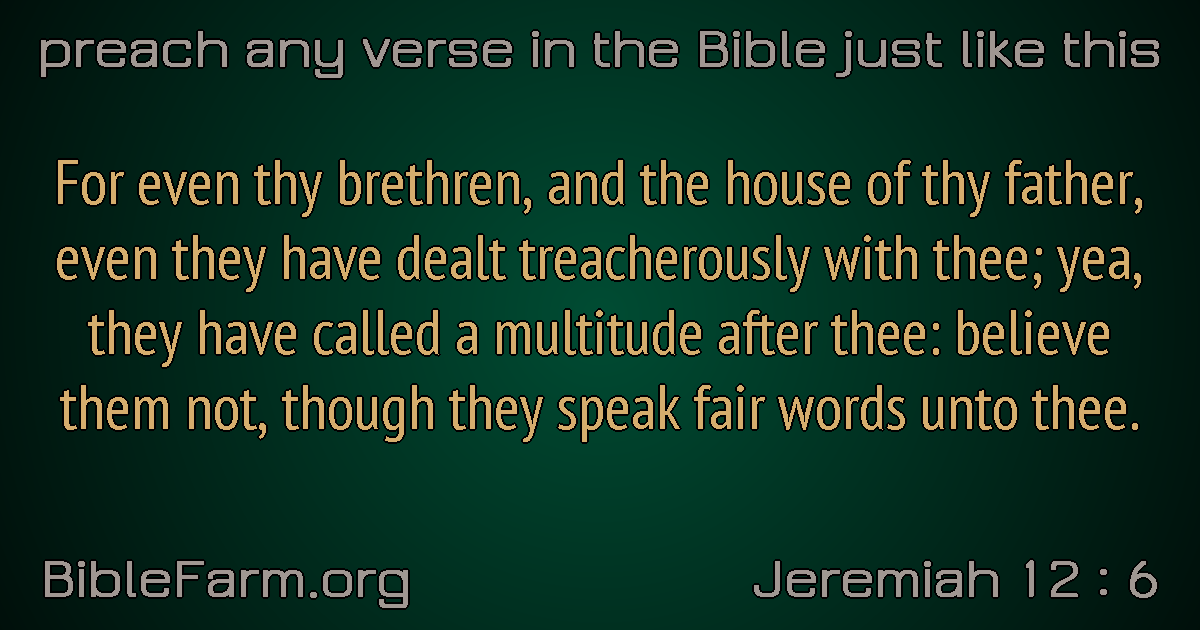 preach any verse in the Bible just like this
For even thy brethren, and the house of thy father,
even they have dealt treacherously with thee; yea,
they have called a multitude after thee: believe
them not, though they speak fair words unto thee.
BibleFarm.org
Jeremiah 12 : 6